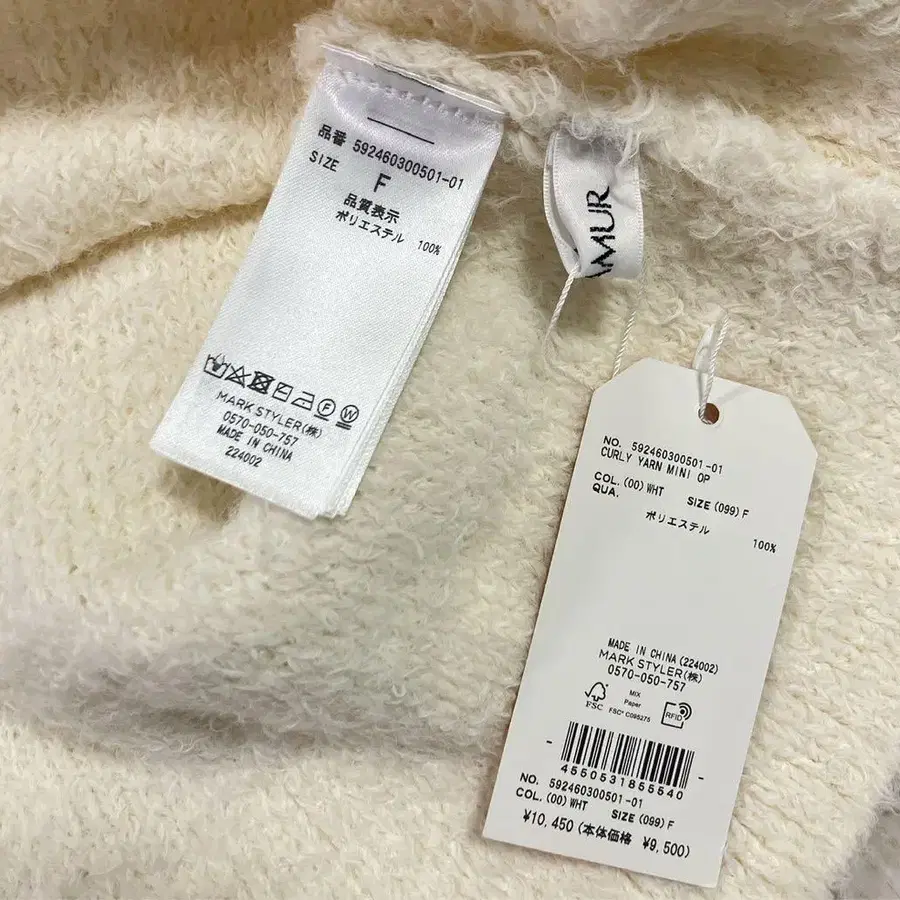 品番 592460300501-01
SIZE
F
品質表示
ポリエステル 100%
F W
MARK STYLER(株)
0570-050-757
MADE IN CHINA
224002
AMUR
NO. 592460300501-01
CURLY YARN MINI OP
COL. (00) WHT SIZE (099) F
QUA.
ポリエステル 100%
MADE IN CHINA (224002)
MARK STYLER(株)
0570-050-757
FSC
MIX
Paper
FSC® C095275
RFID
4550531855540
NO. 592460300501-01
COL. (00) WHT SIZE (099) F
¥10,450 (本体価格 ¥9,500)